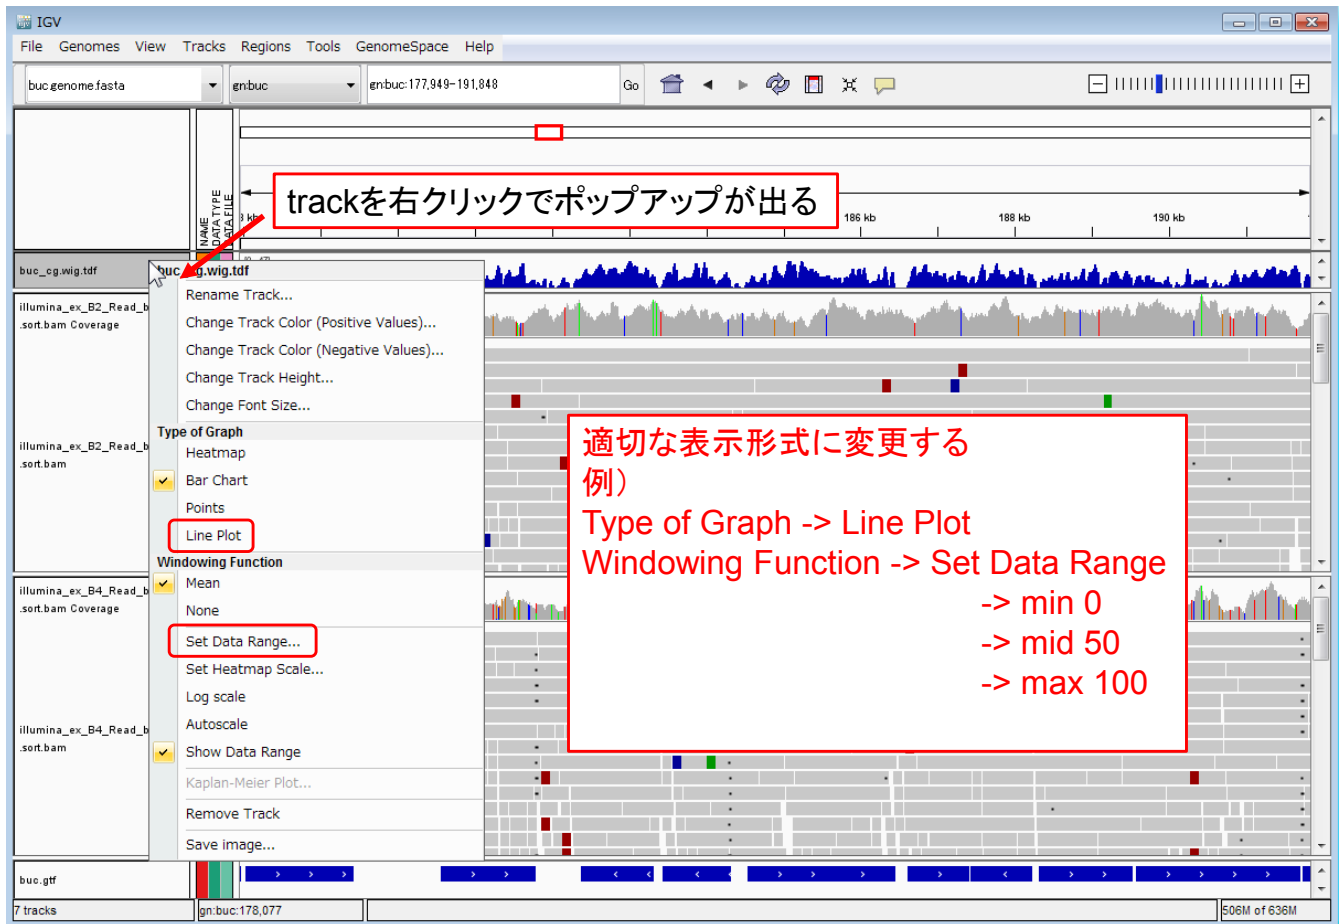 IGV
File Genomes View Tracks Regions Tools GenomeSpace Help
buc.genome.fasta gn:buc gn:buc:177,949-191,848 Go
NAME
DATA TYPE
DATA FILE
trackを右クリックでポップアップが出る
186 kb 188 kb 190 kb
buc_cg.wig.tdf
Rename Track...
Change Track Color (Positive Values)...
Change Track Color (Negative Values)...
Change Track Height...
Change Font Size...
Type of Graph
Heatmap
Bar Chart
Points
Line Plot
Windowing Function
Mean
None
Set Data Range...
Set Heatmap Scale...
Log scale
Autoscale
Show Data Range
Kaplan-Meier Plot...
Remove Track
Save image...
illumina_ex_B2_Read_b
.sort.bam Coverage
illumina_ex_B2_Read_b
.sort.bam
illumina_ex_B4_Read_b
.sort.bam Coverage
illumina_ex_B4_Read_b
.sort.bam
適切な表示形式に変更する
例）
Type of Graph -> Line Plot
Windowing Function -> Set Data Range
-> min 0
-> mid 50
-> max 100
buc.gtf
7 tracks gn:buc:178,077 506M of 636M